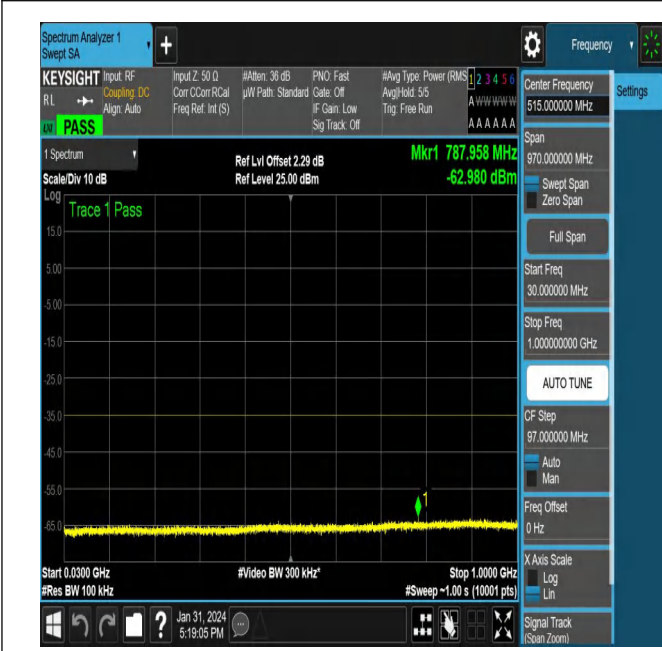 Spectrum Analyzer 1
Swept SA
+
Frequency
KEYSIGHT
RL
Input: RF
Coupling: DC
Align: Auto
Input Z: 50 Ω
Corr CCorr RCal
Freq Ref: Int (S)
#Atten: 36 dB
µW Path: Standard
PNO: Fast
Gate: Off
IF Gain: Low
Sig Track: Off
#Avg Type: Power (RMS
Avg|Hold: 5/5
Trig: Free Run
1 2 3 4 5 6
A W W W W W
A A A A A A
PASS
1 Spectrum
Scale/Div 10 dB
Ref Lvl Offset 2.29 dB
Ref Level 25.00 dBm
Mkr1 787.958 MHz
-62.980 dBm
Log
Trace 1 Pass
15.0
5.00
-5.00
-15.0
-25.0
-35.0
-45.0
-55.0
-65.0
1
Start 0.0300 GHz
#Res BW 100 kHz
#Video BW 300 kHz*
Stop 1.0000 GHz
#Sweep ~1.00 s (10001 pts)
Center Frequency
515.000000 MHz
Settings
Span
970.000000 MHz
Swept Span
Zero Span
Full Span
Start Freq
30.000000 MHz
Stop Freq
1.000000000 GHz
AUTO TUNE
CF Step
97.000000 MHz
Auto
Man
Freq Offset
0 Hz
X Axis Scale
Log
Lin
Signal Track
(Span Zoom)
?
Jan 31, 2024
5:19:05 PM